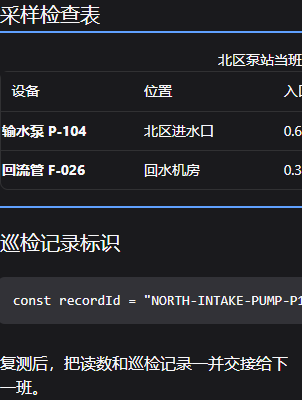 采样检查表
北区泵站当班
设备 位置 入口
输水泵 P-104 北区进水口 0.6
回流管 F-026 回水机房 0.3
巡检记录标识
const recordId = "NORTH-INTAKE-PUMP-P1
复测后，把读数和巡检记录一并交接给下
一班。